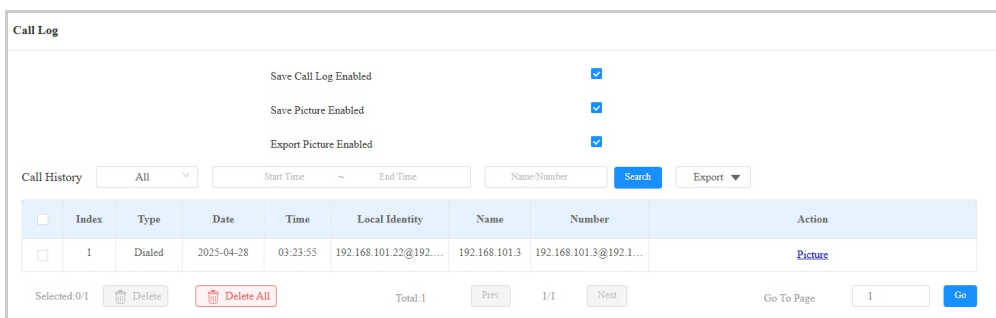 Call Log
Save Call Log Enabled
Save Picture Enabled
Export Picture Enabled
Call History All Start Time ~ End Time Name/Number Search Export
Index Type Date Time Local Identity Name Number Action
1 Dialed 2025-04-28 03:23:55 192.168.101.22@192.... 192.168.101.3 192.168.101.3@192.1... Picture
Selected:0/1 Delete Delete All Total:1 Prev 1/1 Next Go To Page 1 Go